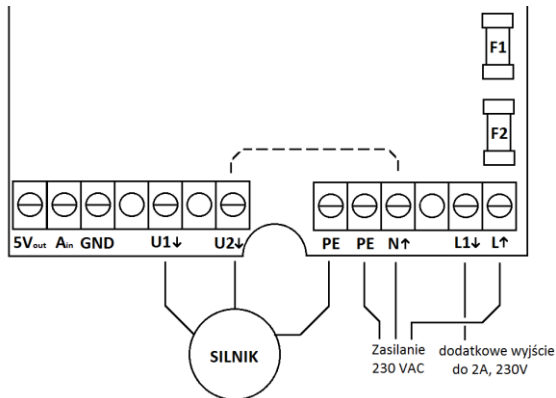 F1
F2
5Vout Ain GND U1↓ U2↓ PE PE N↑ L1↓ L↑
SILNIK
Zasilanie
230 VAC
dodatkowe wyjście
do 2A, 230V